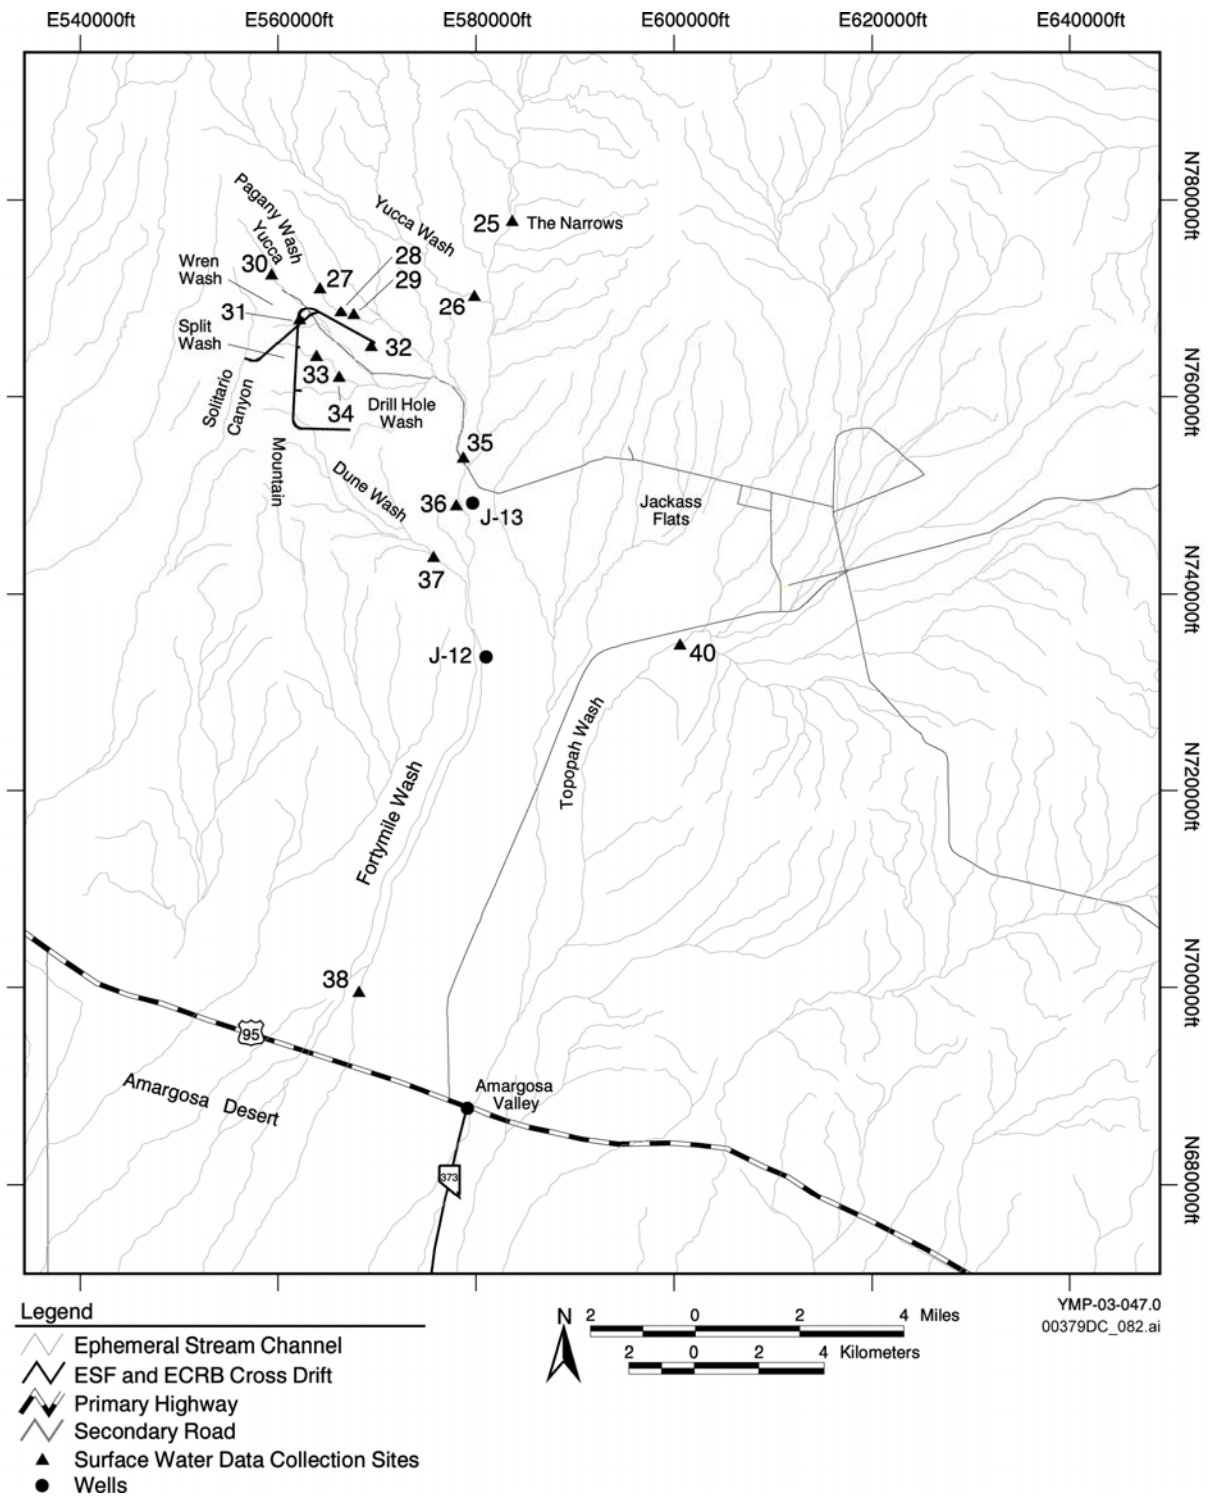 E540000ft E560000ft E580000ft E600000ft E620000ft E640000ft
N780000ft
N760000ft
N740000ft
N720000ft
N700000ft
N680000ft
Pagany Wash
Yucca
Yucca Wash
25
The Narrows
Wren
Wash
30
27
28
29
26
31
Split
Wash
32
33
34
Solitario
Canyon
Drill Hole
Wash
Mountain
35
Dune Wash
36
J-13
Jackass
Flats
37
J-12
40
Topopah Wash
Fortymile Wash
38
95
Amargosa Desert
Amargosa
Valley
373
Legend
Ephemeral Stream Channel
ESF and ECRB Cross Drift
Primary Highway
Secondary Road
Surface Water Data Collection Sites
Wells
N
2 0 2 4 Miles
2 0 2 4 Kilometers
YMP-03-047.0
00379DC_082.ai